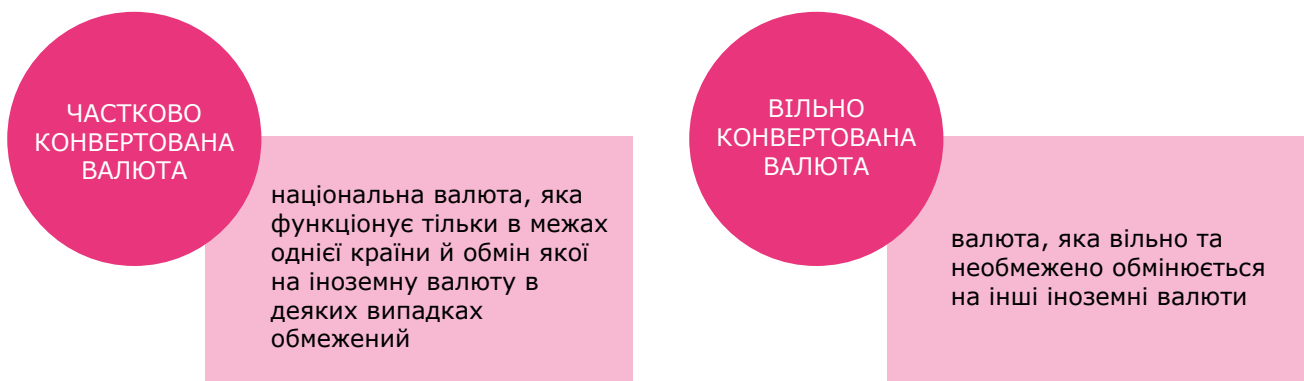 ЧАСТКОВО
КОНВЕРТОВАНА
ВАЛЮТА
національна валюта, яка
функціонує тільки в межах
однієї країни й обмін якої
на іноземну валюту в
деяких випадках
обмежений
ВІЛЬНО
КОНВЕРТОВАНА
ВАЛЮТА
валюта, яка вільно та
необмежено обмінюється
на інші іноземні валюти